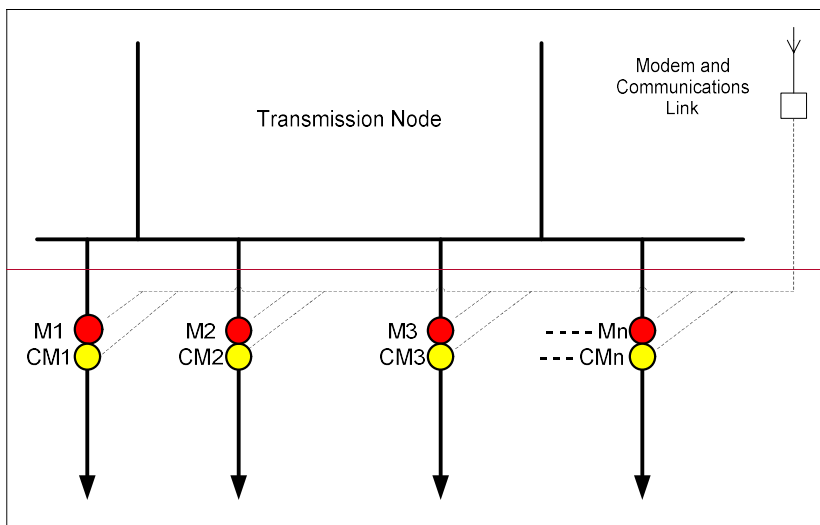 Modem and
Communications
Link
Transmission Node
M1
M2
M3
---- Mn
CM1
CM2
CM3
--- CMn